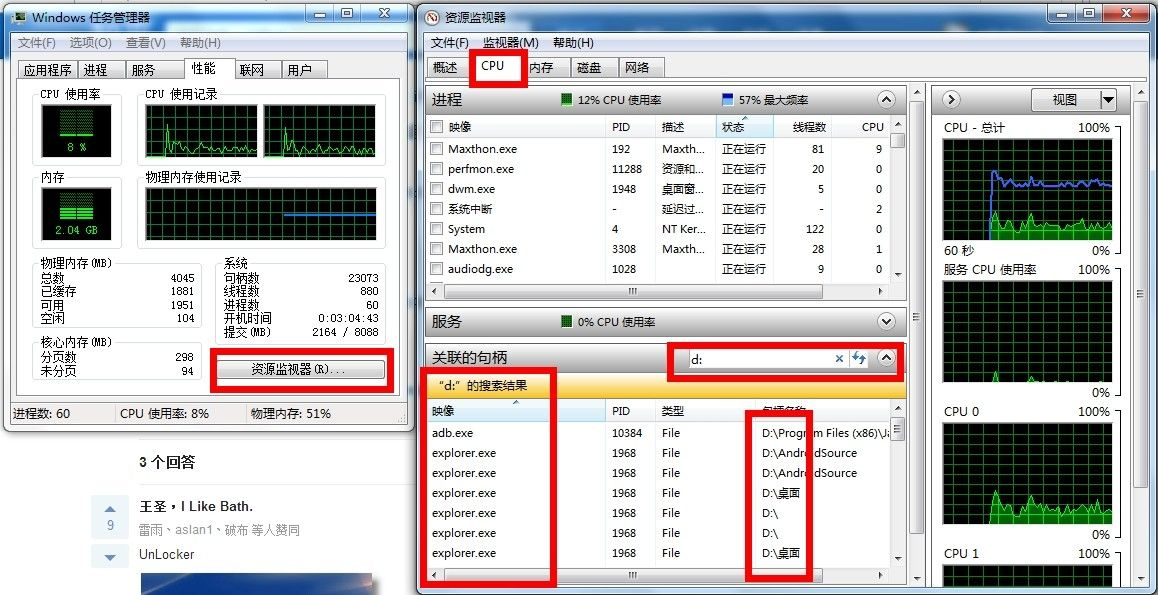 Windows 任务管理器
文件(F) 选项(O) 查看(V) 帮助(H)
应用程序 进程 服务 性能 联网 用户
CPU 使用率 CPU 使用记录
8 %
内存 物理内存使用记录
2.04 GB
物理内存(MB)
总数 4045
已缓存 1881
可用 1951
空闲 104
系统
句柄数 23073
线程数 880
进程数 60
开机时间 0:03:04:43
提交(MB) 2164 / 8088
核心内存(MB)
分页数 298
未分页 94
资源监视器(R)...
进程数: 60 CPU 使用率: 8% 物理内存: 51%
3 个回答
9
王圣，I Like Bath.
雷雨、aslan1、破布 等人赞同
UnLocker
资源监视器
文件(F) 监视器(M) 帮助(H)
概述 CPU 内存 磁盘 网络
进程 12% CPU 使用率 57% 最大频率
映像 PID 描述 状态 线程数 CPU
Maxthon.exe 192 Maxth... 正在运行 81 9
perfmon.exe 11288 资源和... 正在运行 20 0
dwm.exe 1948 桌面窗... 正在运行 5 0
系统中断 - 延迟过... 正在运行 - 2
System 4 NT Ker... 正在运行 122 0
Maxthon.exe 3308 Maxth... 正在运行 28 1
audiodg.exe 1028 正在运行 9 0
服务 0% CPU 使用率
关联的句柄 d:
“d:”的搜索结果
映像 PID 类型 句柄名称
adb.exe 10384 File D:\Program Files (x86)\Ja
explorer.exe 1968 File D:\AndroidSource
explorer.exe 1968 File D:\AndroidSource
explorer.exe 1968 File D:\桌面
explorer.exe 1968 File D:\
explorer.exe 1968 File D:\
explorer.exe 1968 File D:\桌面
视图
CPU - 总计 100%
60 秒 0%
服务 CPU 使用率 100%
0%
CPU 0 100%
0%
CPU 1 100%